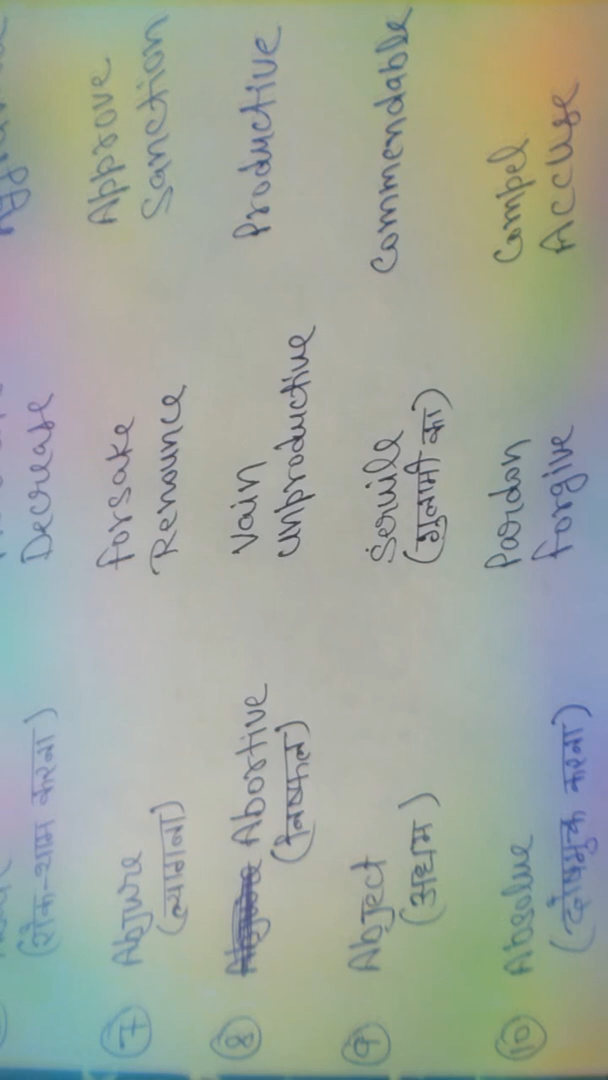 (रोक-थाम करना) Decrease
⑦ Abjure Forsake Approve
(त्यागना) Renounce Sanction
⑧ Abortive Vain Productive
(निष्फल) unproductive
⑨ Abject Servile Commendable
(अधम) (गुलामी का)
⑩ Absolve Pardon Compel
(दोषमुक्त करना) Forgive Accuse